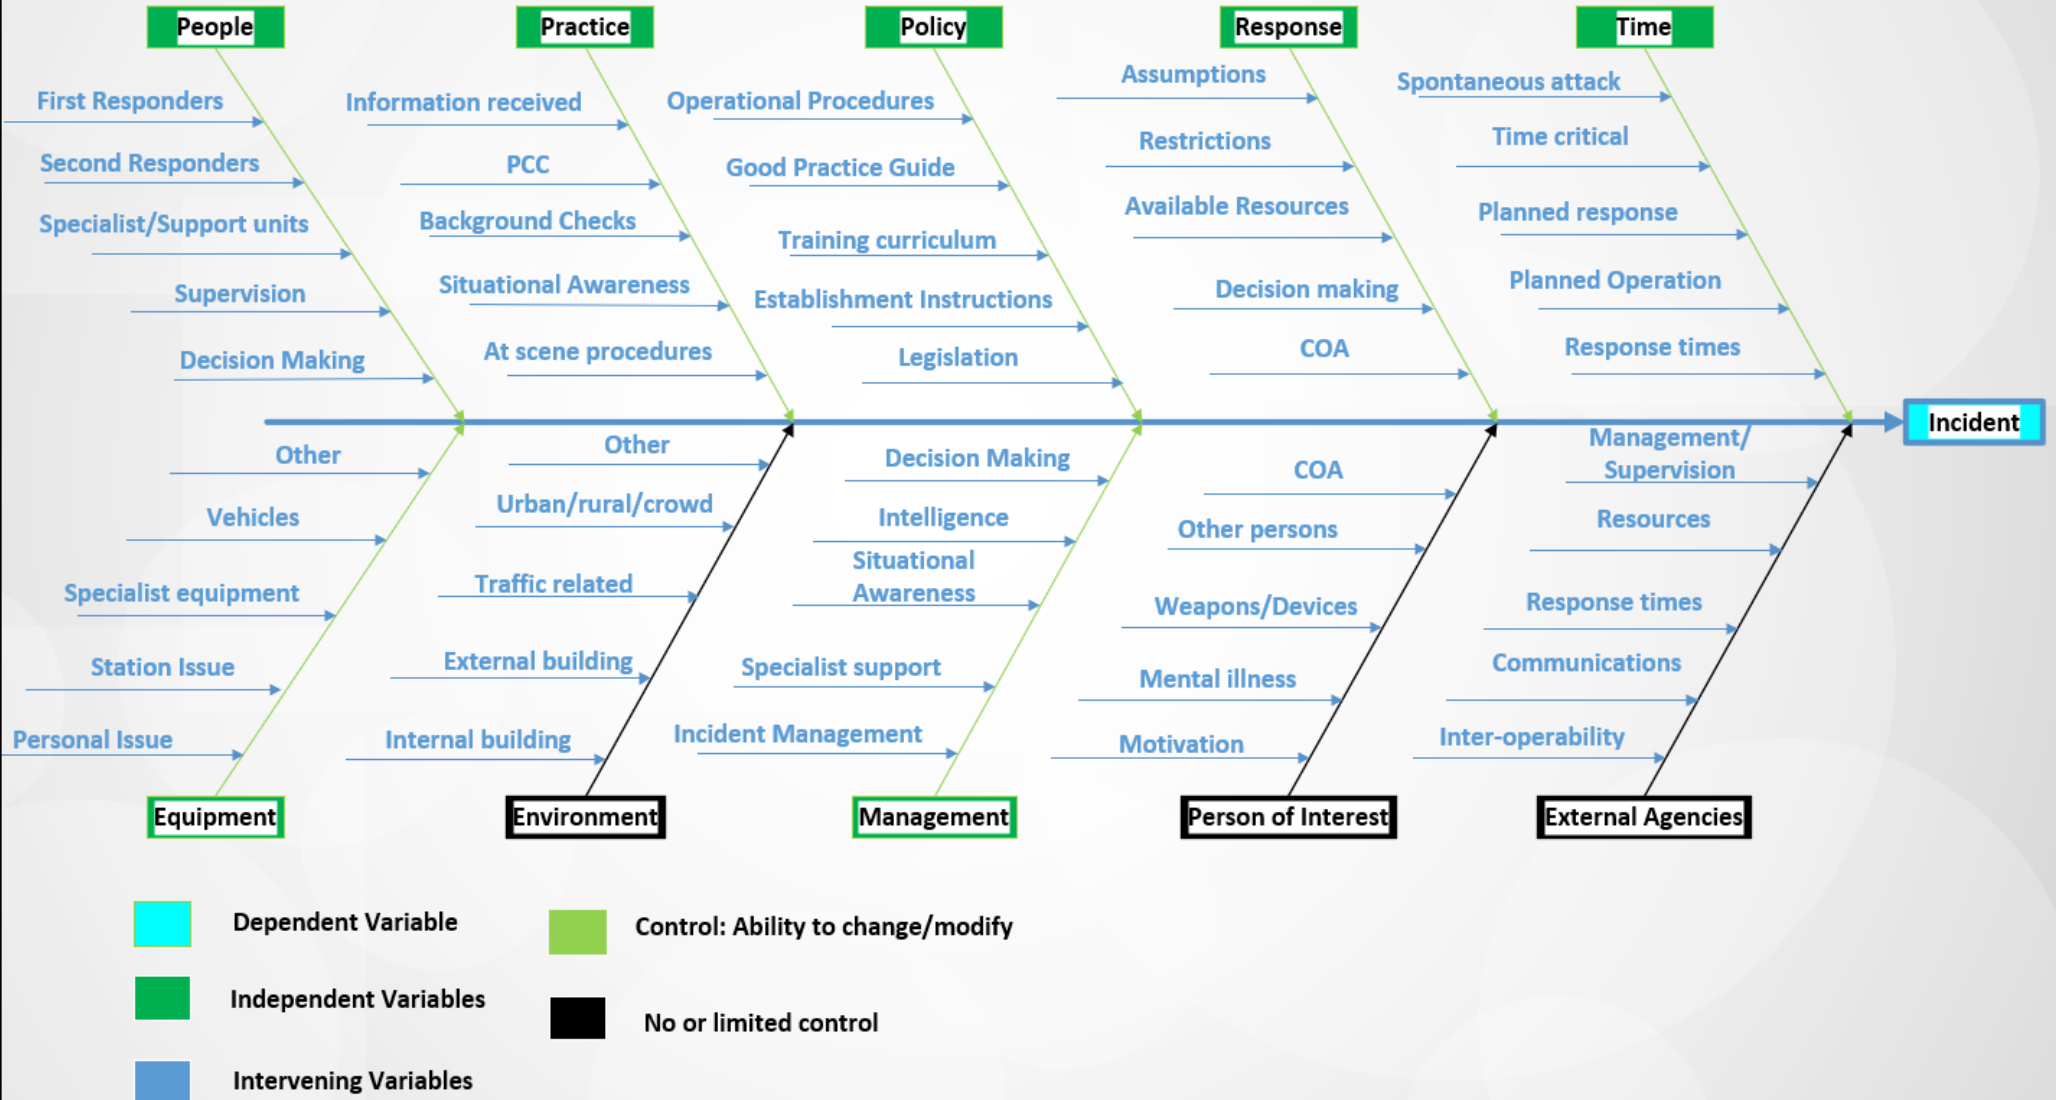 People
Practice
Policy
Response
Time
First Responders
Second Responders
Specialist/Support units
Supervision
Decision Making
Information received
PCC
Background Checks
Situational Awareness
At scene procedures
Operational Procedures
Good Practice Guide
Training curriculum
Establishment Instructions
Legislation
Assumptions
Restrictions
Available Resources
Decision making
COA
Spontaneous attack
Time critical
Planned response
Planned Operation
Response times
Incident
Other
Vehicles
Specialist equipment
Station Issue
Personal Issue
Other
Urban/rural/crowd
Traffic related
External building
Internal building
Decision Making
Intelligence
Situational
Awareness
Specialist support
Incident Management
COA
Other persons
Weapons/Devices
Mental illness
Motivation
Management/
Supervision
Resources
Response times
Communications
Inter-operability
Equipment
Environment
Management
Person of Interest
External Agencies
Dependent Variable
Independent Variables
Intervening Variables
Control: Ability to change/modify
No or limited control